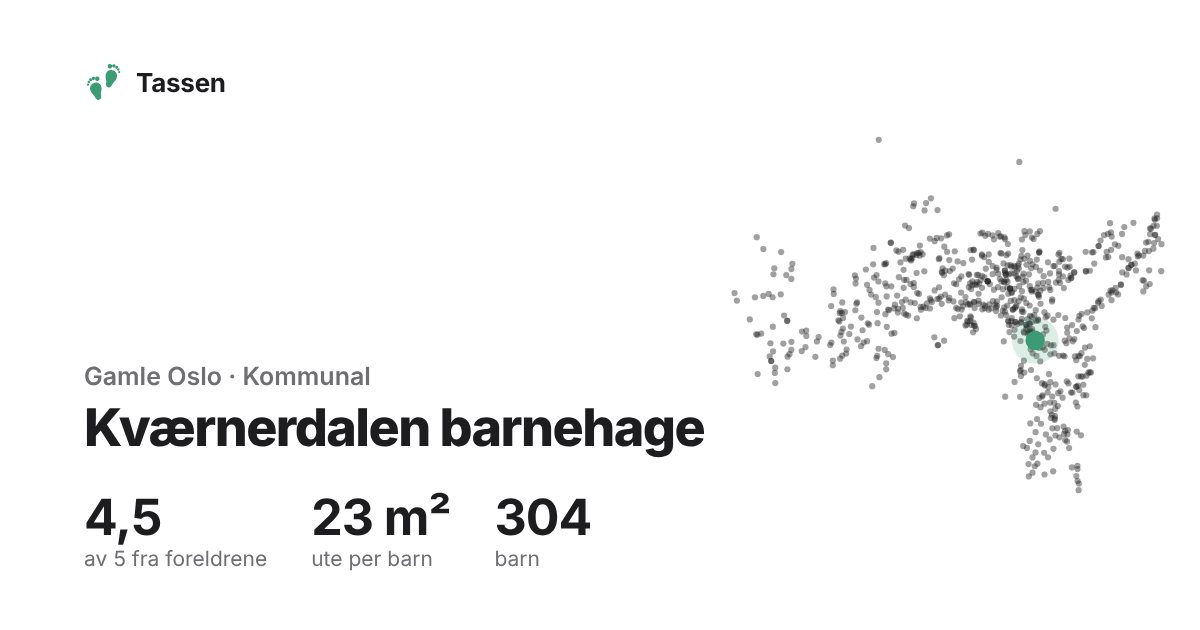 Tassen
Gamle Oslo · Kommunal
Kværnerdalen barnehage
4,5 23 m² 304
av 5 fra foreldrene ute per barn barn